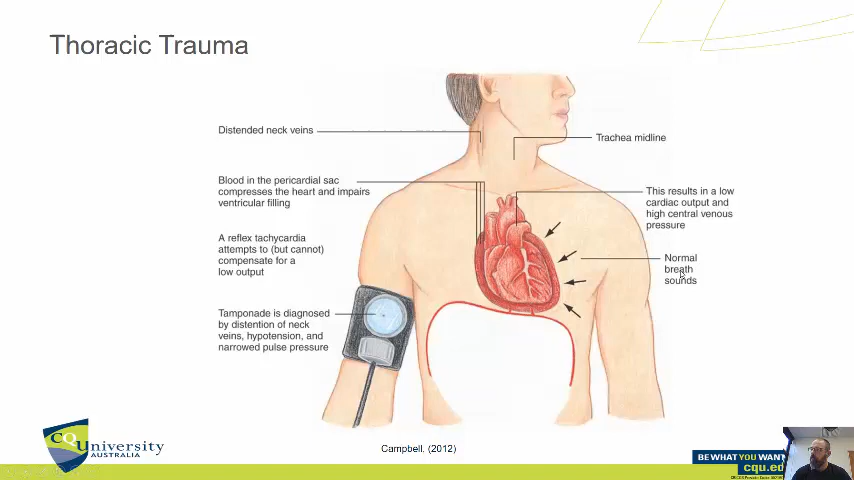 Thoracic Trauma
Distended neck veins
Trachea midline
Blood in the pericardial sac
compresses the heart and impairs
ventricular filling
This results in a low
cardiac output and
high central venous
pressure
A reflex tachycardia
attempts to (but cannot)
compensate for a
low output
Normal
breath
sounds
Tamponade is diagnosed
by distention of neck
veins, hypotension, and
narrowed pulse pressure
CQUniversity
AUSTRALIA
Campbell, (2012)
BE WHAT YOU WANT
cqu.ed